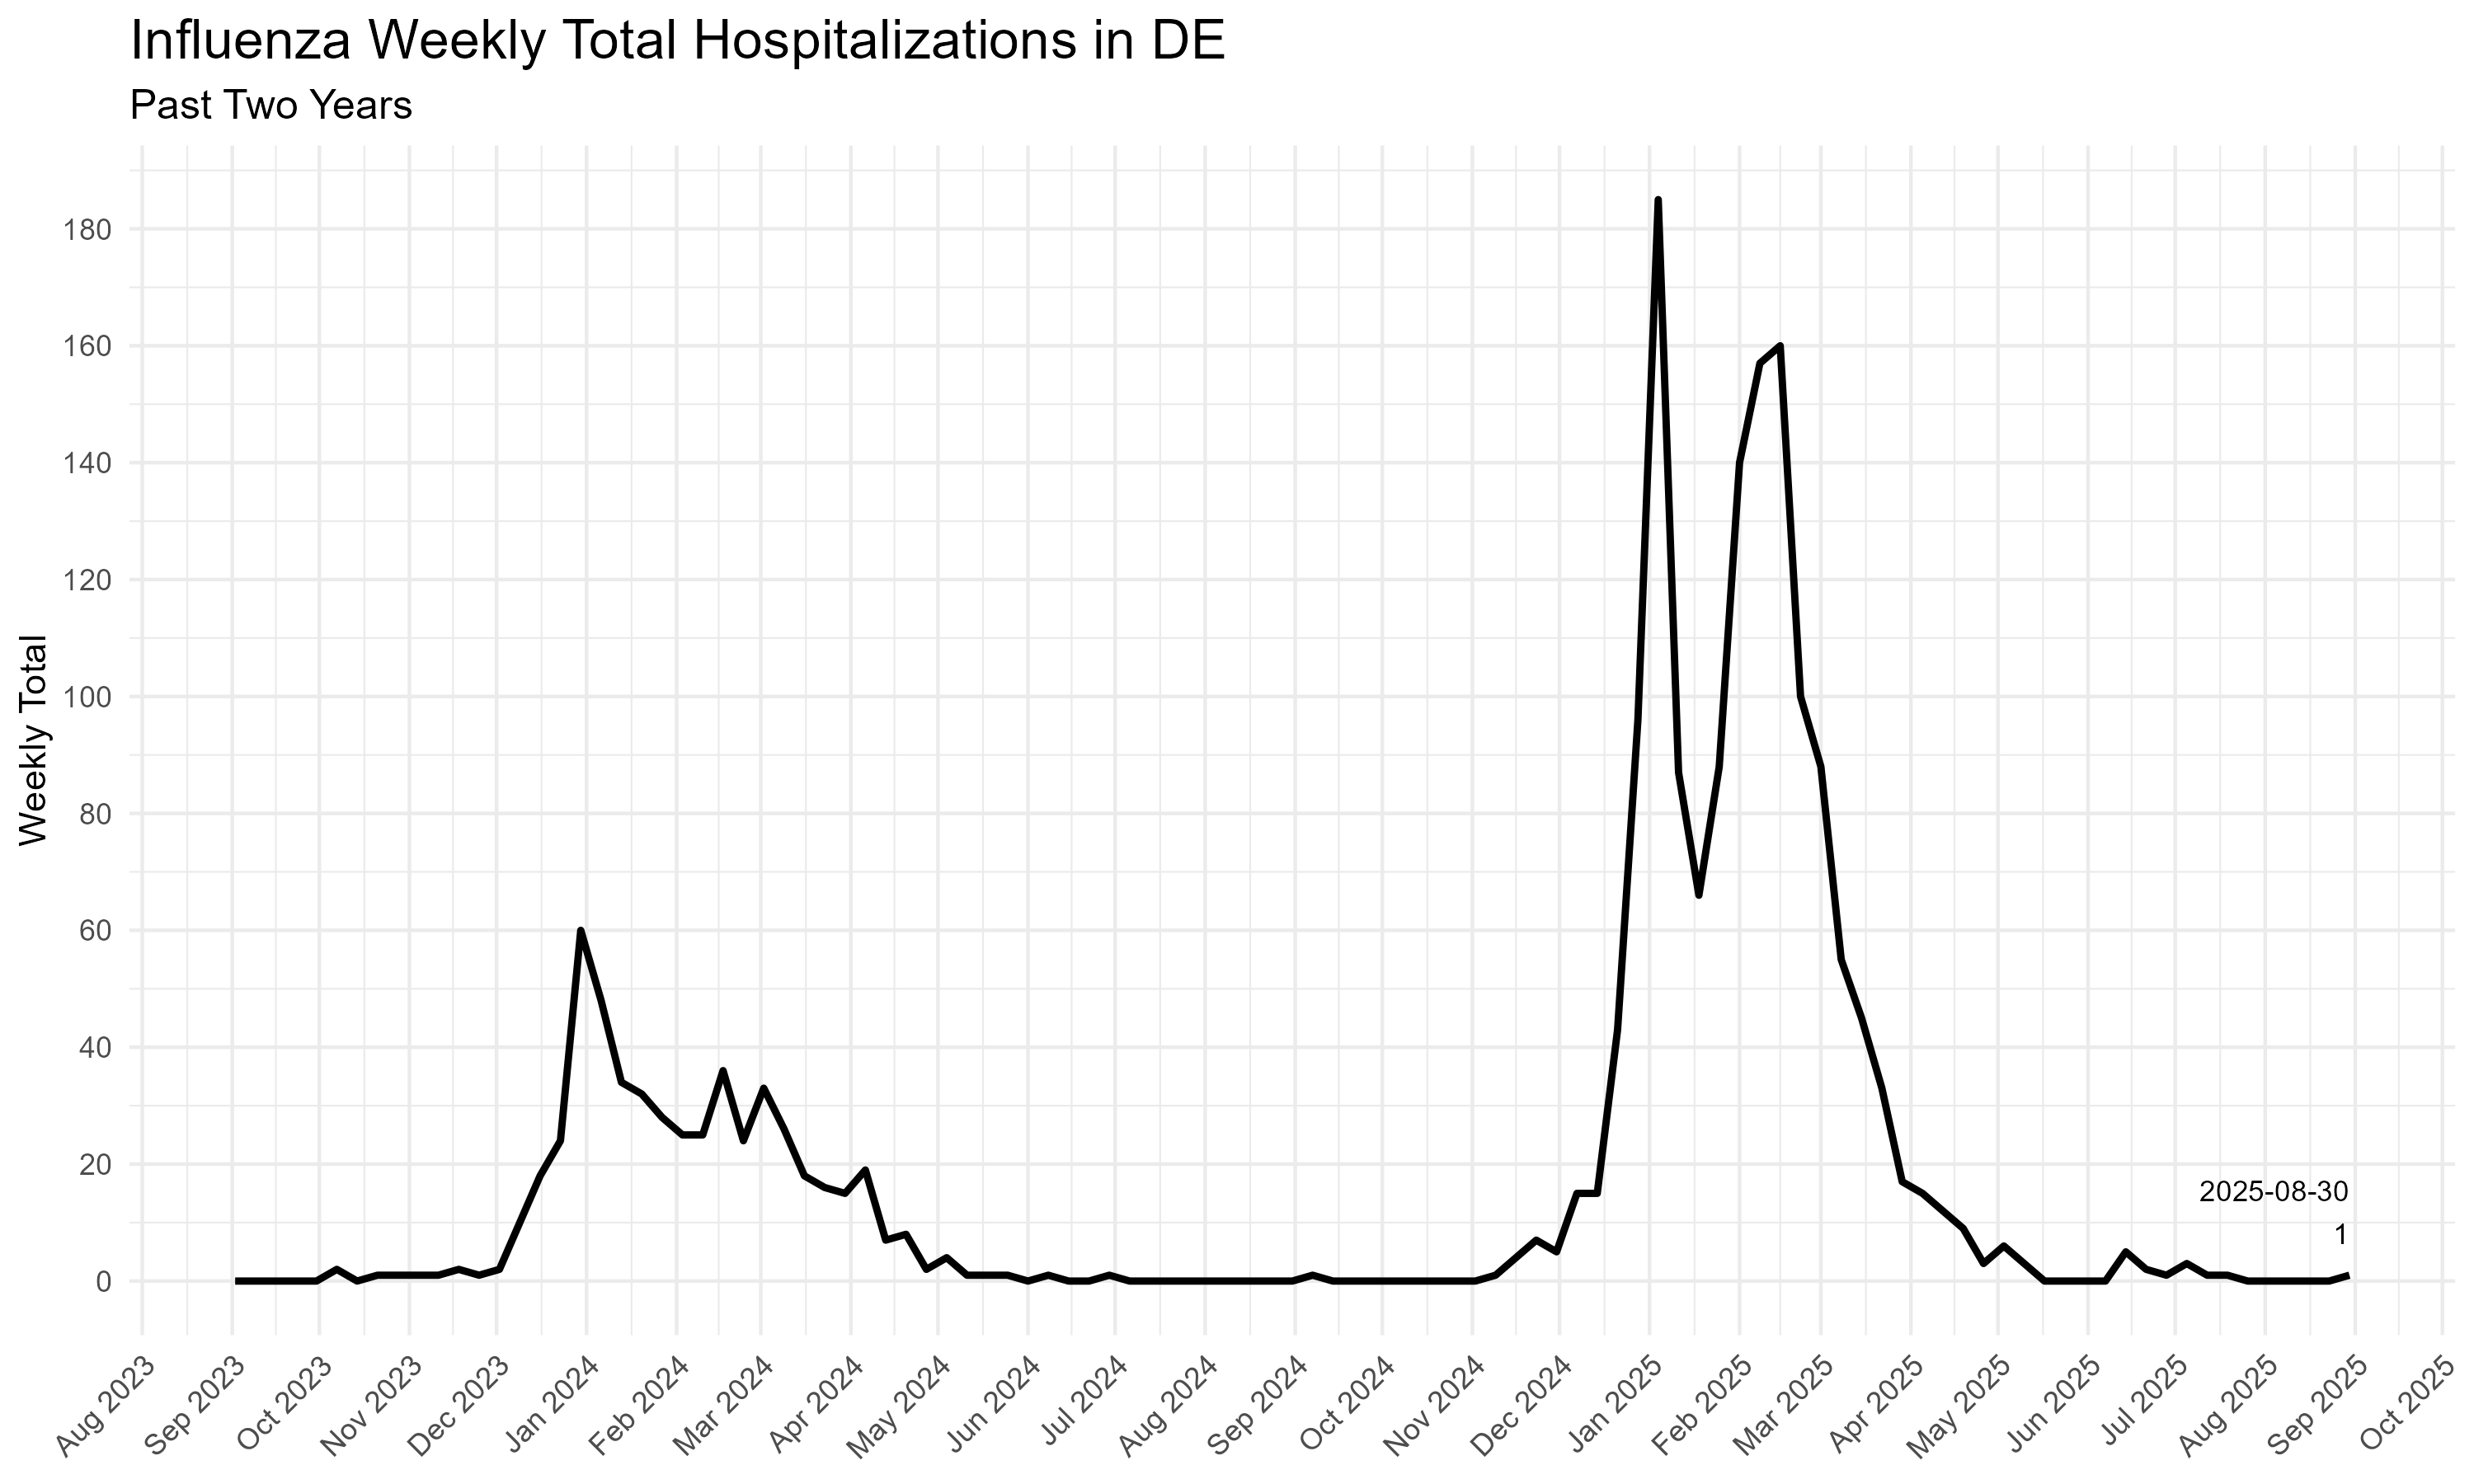 Influenza Weekly Total Hospitalizations in DE
Past Two Years
Weekly Total
180
160
140
120
100
80
60
40
20
0
2025-08-30
1
Aug 2023
Sep 2023
Oct 2023
Nov 2023
Dec 2023
Jan 2024
Feb 2024
Mar 2024
Apr 2024
May 2024
Jun 2024
Jul 2024
Aug 2024
Sep 2024
Oct 2024
Nov 2024
Dec 2024
Jan 2025
Feb 2025
Mar 2025
Apr 2025
May 2025
Jun 2025
Jul 2025
Aug 2025
Sep 2025
Oct 2025